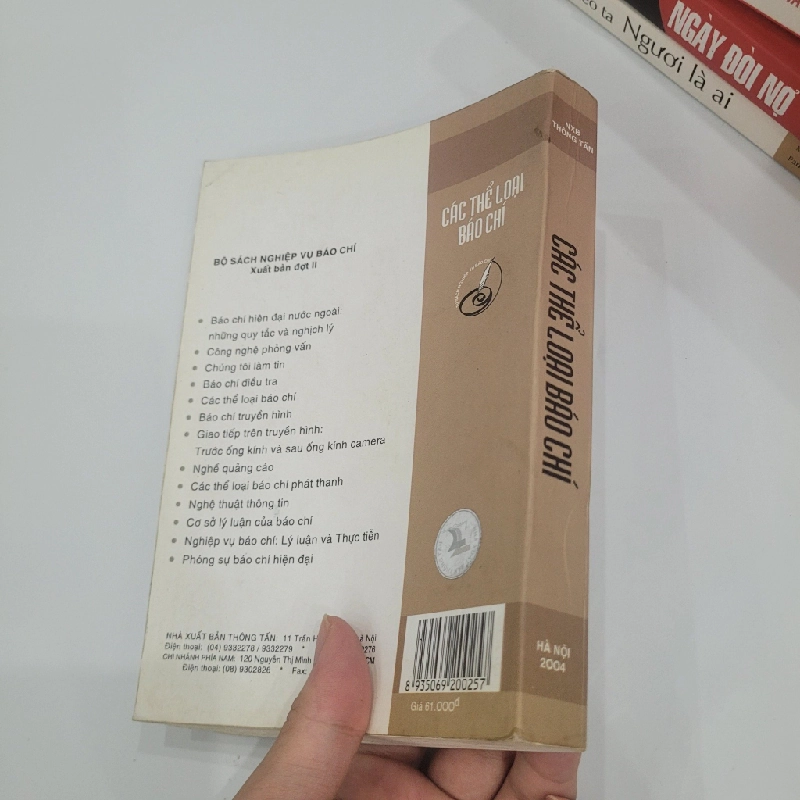 Người là ai
NGÀY ĐÒI NỢ
BỘ SÁCH NGHIỆP VỤ BÁO CHÍ
Xuất bản đợt II
• Báo chí hiện đại nước ngoài
những quy tắc và nghịch lý
• Công nghệ phỏng vấn
• Chúng tôi làm tin
• Báo chí điều tra
• Các thể loại báo chí
• Báo chí truyền hình
• Giao tiếp trên truyền hình:
Trước ống kính và sau ống kính camera
• Nghề quảng cáo
• Các thể loại báo chí phát thanh
• Nghệ thuật thông tin
• Cơ sở lý luận của báo chí
• Nghiệp vụ báo chí: Lý luận và Thực tiễn
• Phóng sự báo chí hiện đại
NHÀ XUẤT BẢN THÔNG TẤN 11 Trần Nội
Điện thoại: (04) 9332278 / 9332279 *
CHI NHÁNH PHÍA NAM: 120 Nguyễn Thị Minh
Điện thoại: (08) 9302826 * Fax:
CÁC THỂ LOẠI
BÁO CHÍ
8 935069 200257
Giá 61.000đ
NXB
THÔNG TẤN
CÁC THỂ LOẠI BÁO CHÍ
HÀ NỘI
2004